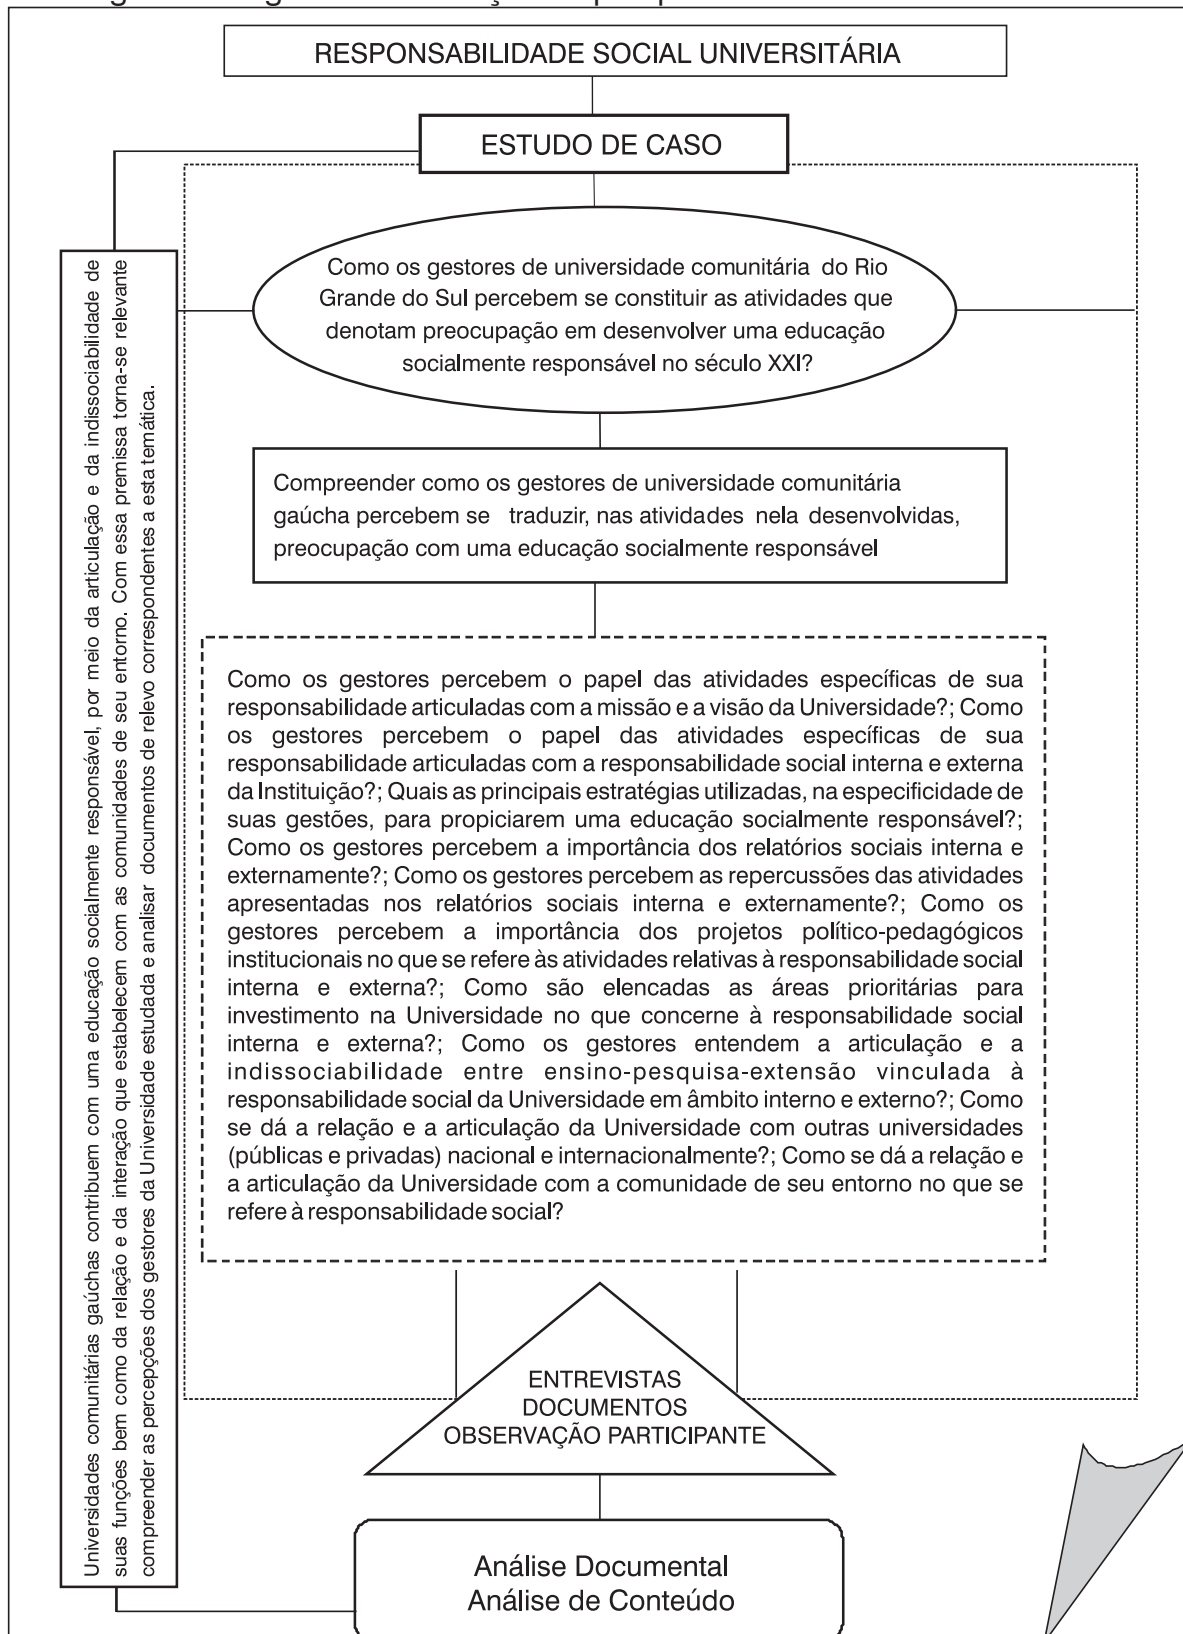 RESPONSABILIDADE SOCIAL UNIVERSITÁRIA
ESTUDO DE CASO
Como os gestores de universidade comunitária do Rio
Grande do Sul percebem se constituir as atividades que
denotam preocupação em desenvolver uma educação
socialmente responsável no século XXI?
Compreender como os gestores de universidade comunitária
gaúcha percebem se traduzir, nas atividades nela desenvolvidas,
preocupação com uma educação socialmente responsável
Como os gestores percebem o papel das atividades específicas de sua
responsabilidade articuladas com a missão e a visão da Universidade?; Como
os gestores percebem o papel das atividades específicas de sua
responsabilidade articuladas com a responsabilidade social interna e externa
da Instituição?; Quais as principais estratégias utilizadas, na especificidade de
suas gestões, para propiciarem uma educação socialmente responsável?;
Como os gestores percebem a importância dos relatórios sociais interna e
externamente?; Como os gestores percebem as repercussões das atividades
apresentadas nos relatórios sociais interna e externamente?; Como os
gestores percebem a importância dos projetos político-pedagógicos
institucionais no que se refere às atividades relativas à responsabilidade social
interna e externa?; Como são elencadas as áreas prioritárias para
investimento na Universidade no que concerne à responsabilidade social
interna e externa?; Como os gestores entendem a articulação e a
indissociabilidade entre ensino-pesquisa-extensão vinculada à
responsabilidade social da Universidade em âmbito interno e externo?; Como
se dá a relação e a articulação da Universidade com outras universidades
(públicas e privadas) nacional e internacionalmente?; Como se dá a relação e
a articulação da Universidade com a comunidade de seu entorno no que se
refere à responsabilidade social?
ENTREVISTAS
DOCUMENTOS
OBSERVAÇÃO PARTICIPANTE
Análise Documental
Análise de Conteúdo
Universidades comunitárias gaúchas contribuem com uma educação socialmente responsável, por meio da articulação e da indissociabilidade de
suas funções bem como da relação e da interação que estabelecem com as comunidades de seu entorno. Com essa premissa torna-se relevante
compreender as percepções dos gestores da Universidade estudada e analisar documentos de relevo correspondentes a esta temática.